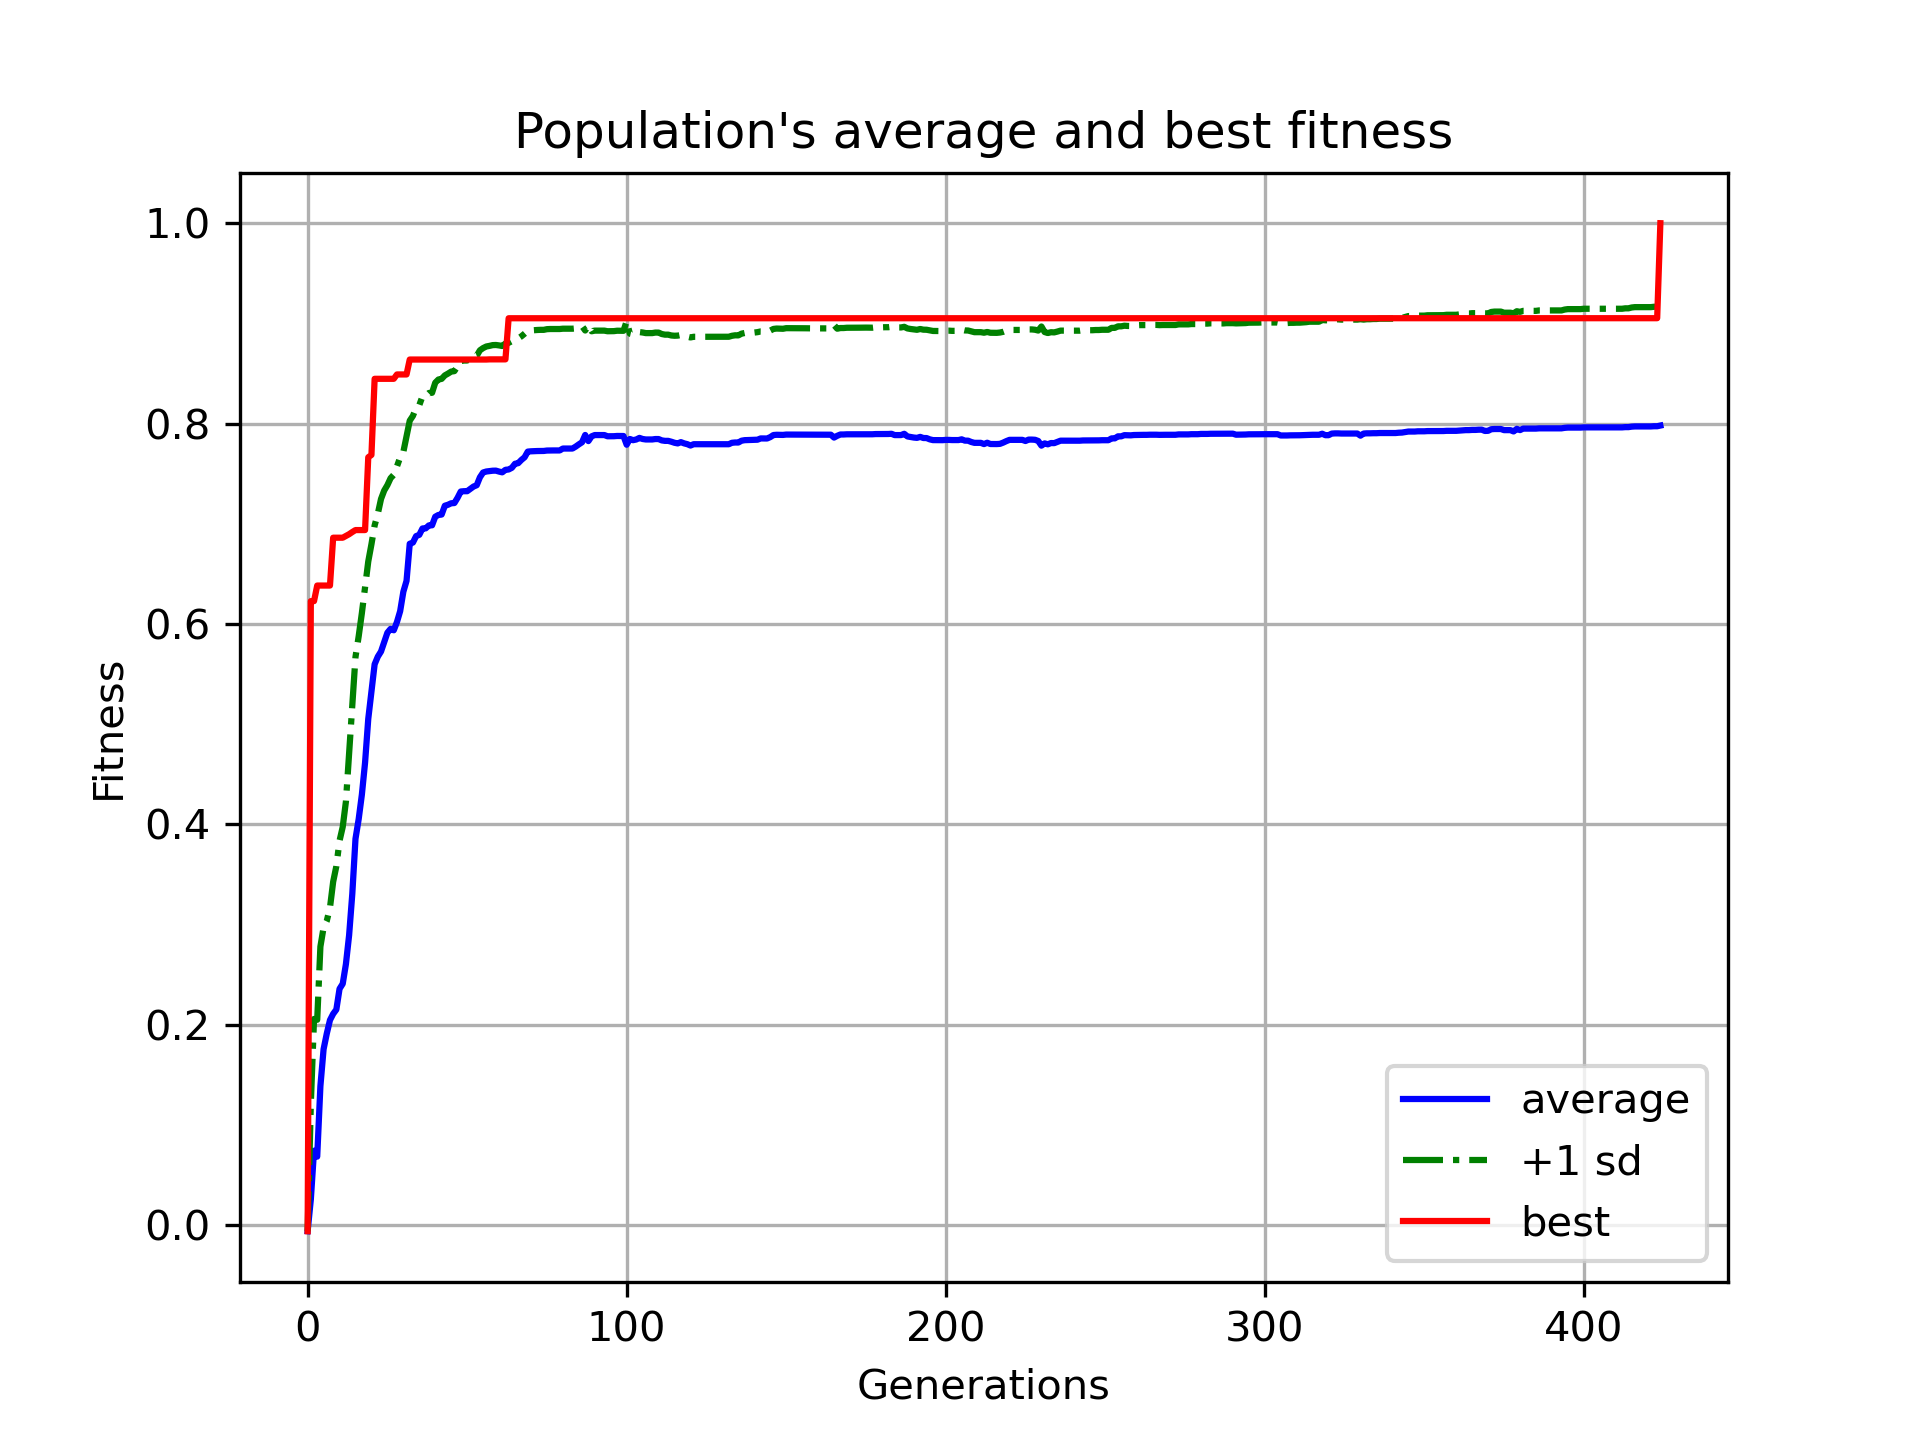 Population's average and best fitness
1.0
0.8
0.6
0.4
0.2
0.0
Fitness
0 100 200 300 400
Generations
average
+1 sd
best